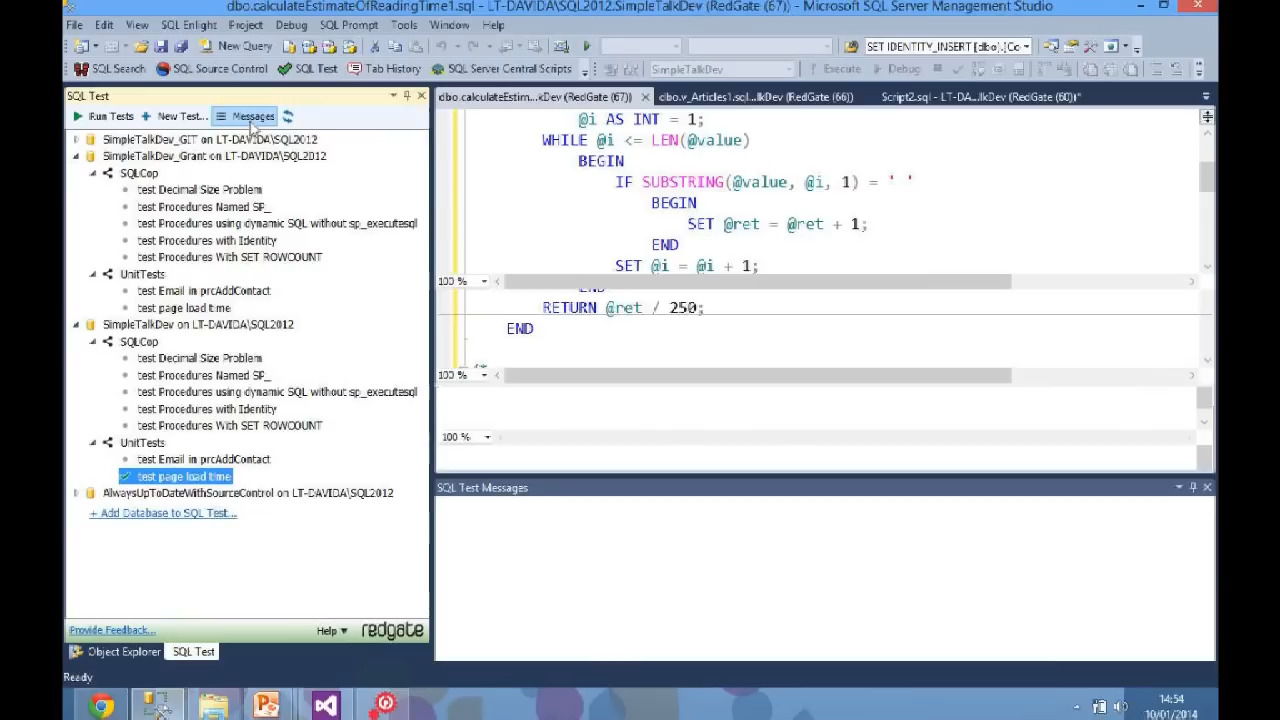 dbo.calculateEstimateOfReadingTime1.sql - LT-DAVIDA\SQL2012.SimpleTalkDev (RedGate (67)) - Microsoft SQL Server Management Studio
File Edit View SQL Enlight Project Debug SQL Prompt Tools Window Help
New Query SET IDENTITY_INSERT [dbo].[Co
SQL Search SQL Source Control SQL Test Tab History SQL Server Central Scripts SimpleTalkDev Execute Debug
SQL Test
Run Tests New Test... Messages
SimpleTalkDev_GIT on LT-DAVIDA\SQL2012
SimpleTalkDev_Grant on LT-DAVIDA\SQL2012
SQLCop
test Decimal Size Problem
test Procedures Named SP_
test Procedures using dynamic SQL without sp_executesql
test Procedures with Identity
test Procedures With SET ROWCOUNT
UnitTests
test Email in prcAddContact
test page load time
SimpleTalkDev on LT-DAVIDA\SQL2012
SQLCop
test Decimal Size Problem
test Procedures Named SP_
test Procedures using dynamic SQL without sp_executesql
test Procedures with Identity
test Procedures With SET ROWCOUNT
UnitTests
test Email in prcAddContact
test page load time
AlwaysUpToDateWithSourceControl on LT-DAVIDA\SQL2012
+ Add Database to SQL Test...
Provide Feedback... Help redgate
Object Explorer SQL Test
dbo.calculateEstim...kDev (RedGate (67)) dbo.v_Articles1.sql...lkDev (RedGate (66)) Script2.sql - LT-DA...lkDev (RedGate (60))*
@i AS INT = 1;
WHILE @i <= LEN(@value)
BEGIN
IF SUBSTRING(@value, @i, 1) = ' '
BEGIN
SET @ret = @ret + 1;
END
SET @i = @i + 1;
100 %
END
RETURN @ret / 250;
END
/*
100 %
100 %
SQL Test Messages
Ready
14:54
10/01/2014